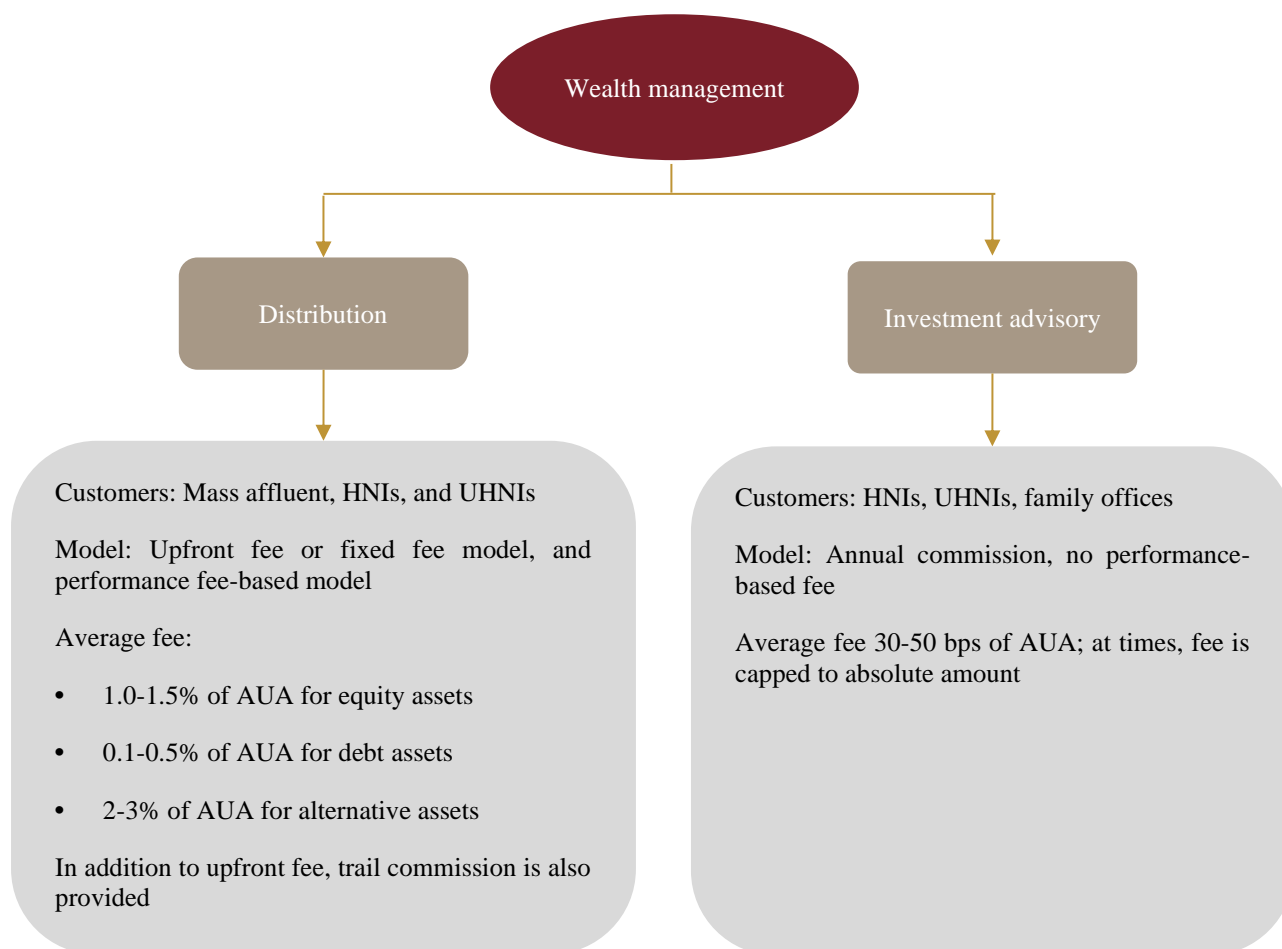 Wealth management
Distribution
Investment advisory
Customers: Mass affluent, HNIs, and UHNIs
Model: Upfront fee or fixed fee model, and
performance fee-based model
Average fee:
• 1.0-1.5% of AUA for equity assets
• 0.1-0.5% of AUA for debt assets
• 2-3% of AUA for alternative assets
In addition to upfront fee, trail commission is also
provided
Customers: HNIs, UHNIs, family offices
Model: Annual commission, no performance-
based fee
Average fee 30-50 bps of AUA; at times, fee is
capped to absolute amount